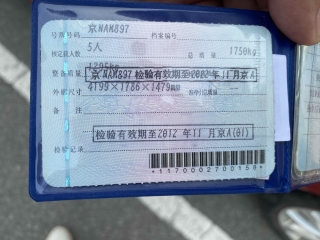 号牌号码 京NAM897 档案编号
核定载人数 5人 总质量 1750kg
整备质量 1295kg
京NAM897 检验有效期至2012年11月京A
外廓尺寸 4199×1786×1479mm
备注
检验有效期至2012年11月京A(01)
检验记录
*1170002700158*